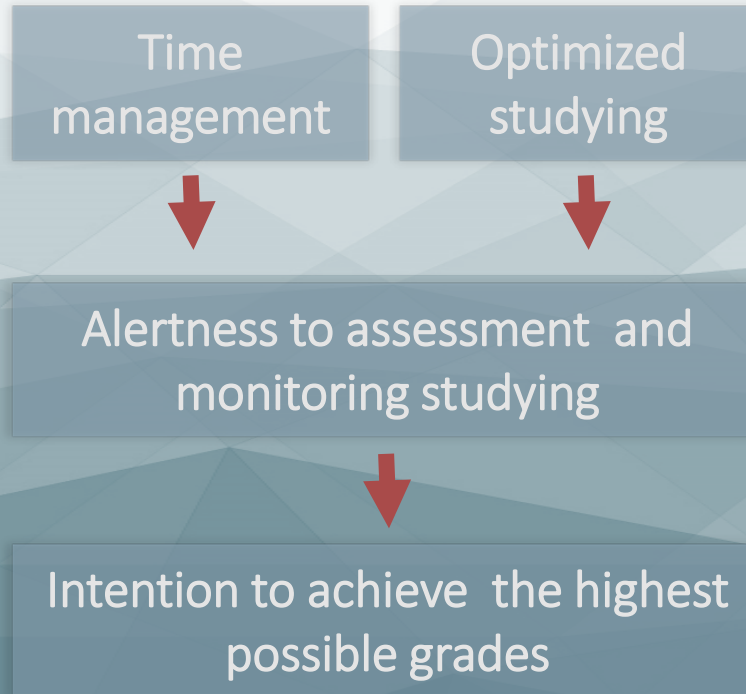 Time
management
Optimized
studying
Alertness to assessment  and
monitoring studying
Intention to achieve  the highest
possible grades